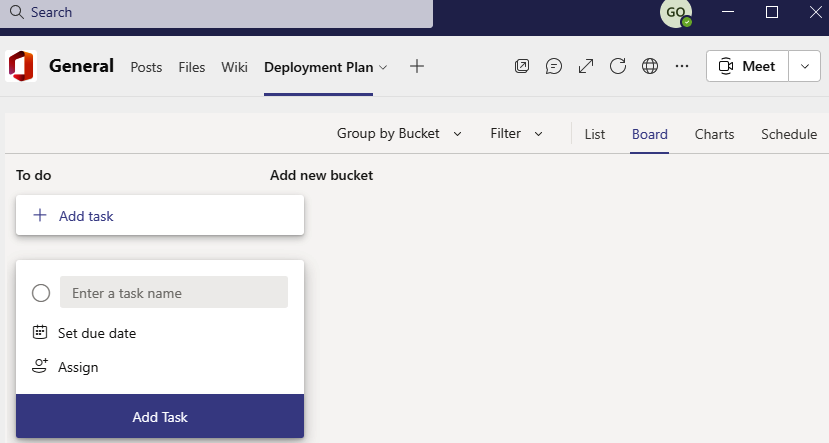 Search
GO
General Posts Files Wiki Deployment Plan Meet
Group by Bucket Filter List Board Charts Schedule
To do Add new bucket
Add task
Enter a task name
Set due date
Assign
Add Task